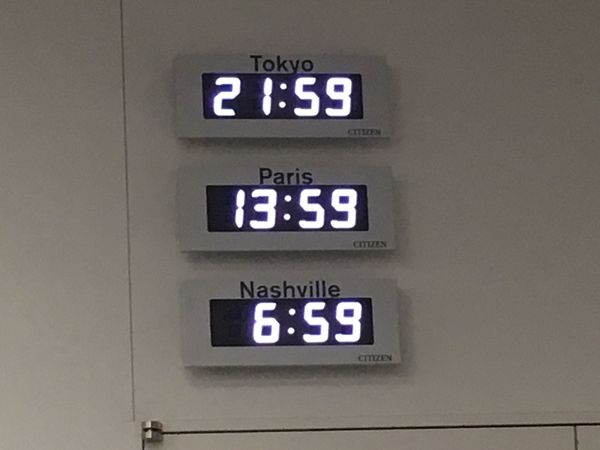 Tokyo
21:59
CITIZEN
Paris
13:59
CITIZEN
Nashville
6:59
CITIZEN